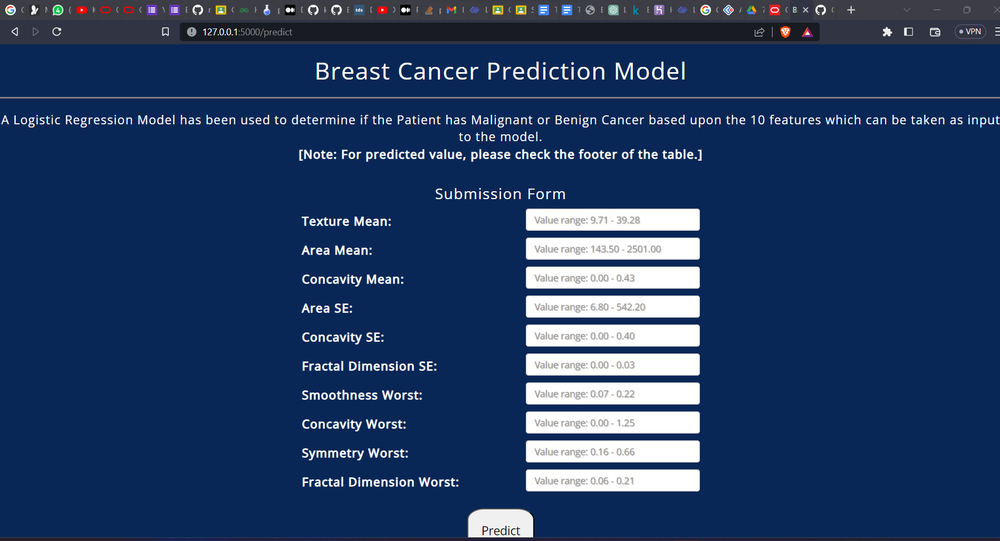 4
tds
B
127.0.0.1:5000/predict
VPN
Breast Cancer Prediction Model
A Logistic Regression Model has been used to determine if the Patient has Malignant or Benign Cancer based upon the 10 features which can be taken as input
to the model.
[Note: For predicted value, please check the footer of the table.]
Submission Form
Texture Mean: Value range: 9.71 - 39.28
Area Mean: Value range: 143.50 - 2501.00
Concavity Mean: Value range: 0.00 - 0.43
Area SE: Value range: 6.80 - 542.20
Concavity SE: Value range: 0.00 - 0.40
Fractal Dimension SE: Value range: 0.00 - 0.03
Smoothness Worst: Value range: 0.07 - 0.22
Concavity Worst: Value range: 0.00 - 1.25
Symmetry Worst: Value range: 0.16 - 0.66
Fractal Dimension Worst: Value range: 0.06 - 0.21
Predict